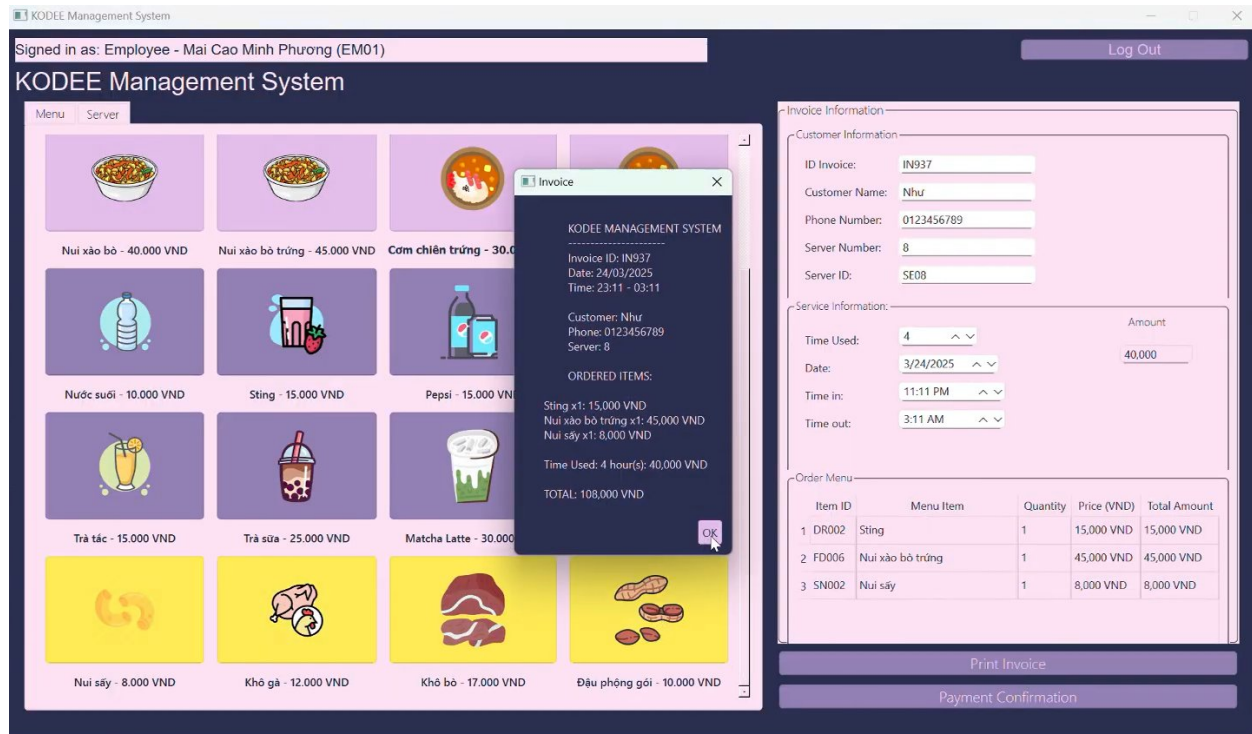 KODEE Management System
Signed in as: Employee - Mai Cao Minh Phương (EM01)
Log Out
KODEE Management System
Menu
Server
Nui xào bò - 40.000 VND
Nui xào bò trứng - 45.000 VND
Cơm chiên trứng - 30.0
Nước suối - 10.000 VND
Sting - 15.000 VND
Pepsi - 15.000 VN
Trà tắc - 15.000 VND
Trà sữa - 25.000 VND
Matcha Latte - 30.000
Nui sấy - 8.000 VND
Khô gà - 12.000 VND
Khô bò - 17.000 VND
Đậu phộng gói - 10.000 VND
Invoice
KODEE MANAGEMENT SYSTEM
----------------------
Invoice ID: IN937
Date: 24/03/2025
Time: 23:11 - 03:11
Customer: Như
Phone: 0123456789
Server: 8
ORDERED ITEMS:
Sting x1: 15,000 VND
Nui xào bò trứng x1: 45,000 VND
Nui sấy x1: 8,000 VND
Time Used: 4 hour(s): 40,000 VND
TOTAL: 108,000 VND
OK
Invoice Information
Customer Information
ID Invoice: IN937
Customer Name: Như
Phone Number: 0123456789
Server Number: 8
Server ID: SE08
Service Information:
Amount
Time Used: 4
40,000
Date: 3/24/2025
Time in: 11:11 PM
Time out: 3:11 AM
Order Menu
Item ID Menu Item Quantity Price (VND) Total Amount
1 DR002 Sting 1 15,000 VND 15,000 VND
2 FD006 Nui xào bò trứng 1 45,000 VND 45,000 VND
3 SN002 Nui sấy 1 8,000 VND 8,000 VND
Print Invoice
Payment Confirmation